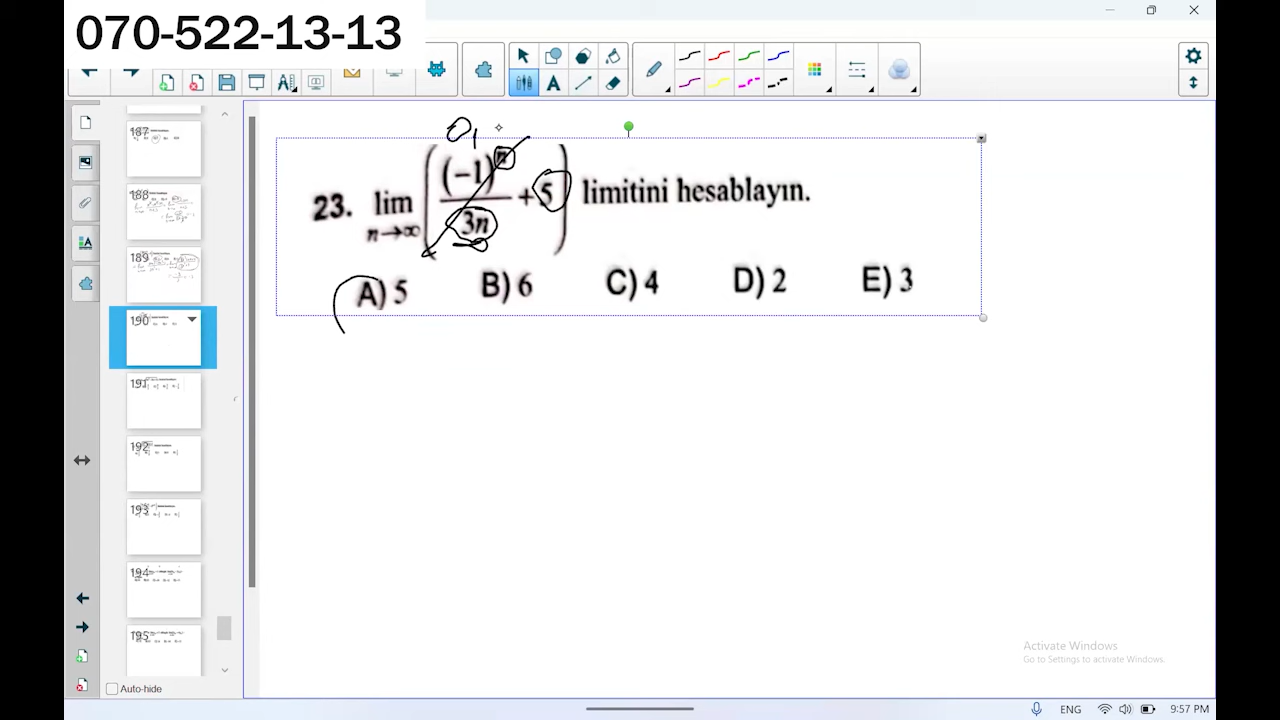 070-522-13-13
187
188
189
190
191
192
193
194
195
0,
23. lim n→∞ ( (-1)^n / 3n + 5 ) limitini hesablayın.
A) 5 B) 6 C) 4 D) 2 E) 3
Activate Windows
Go to Settings to activate Windows.
Auto-hide
ENG 9:57 PM